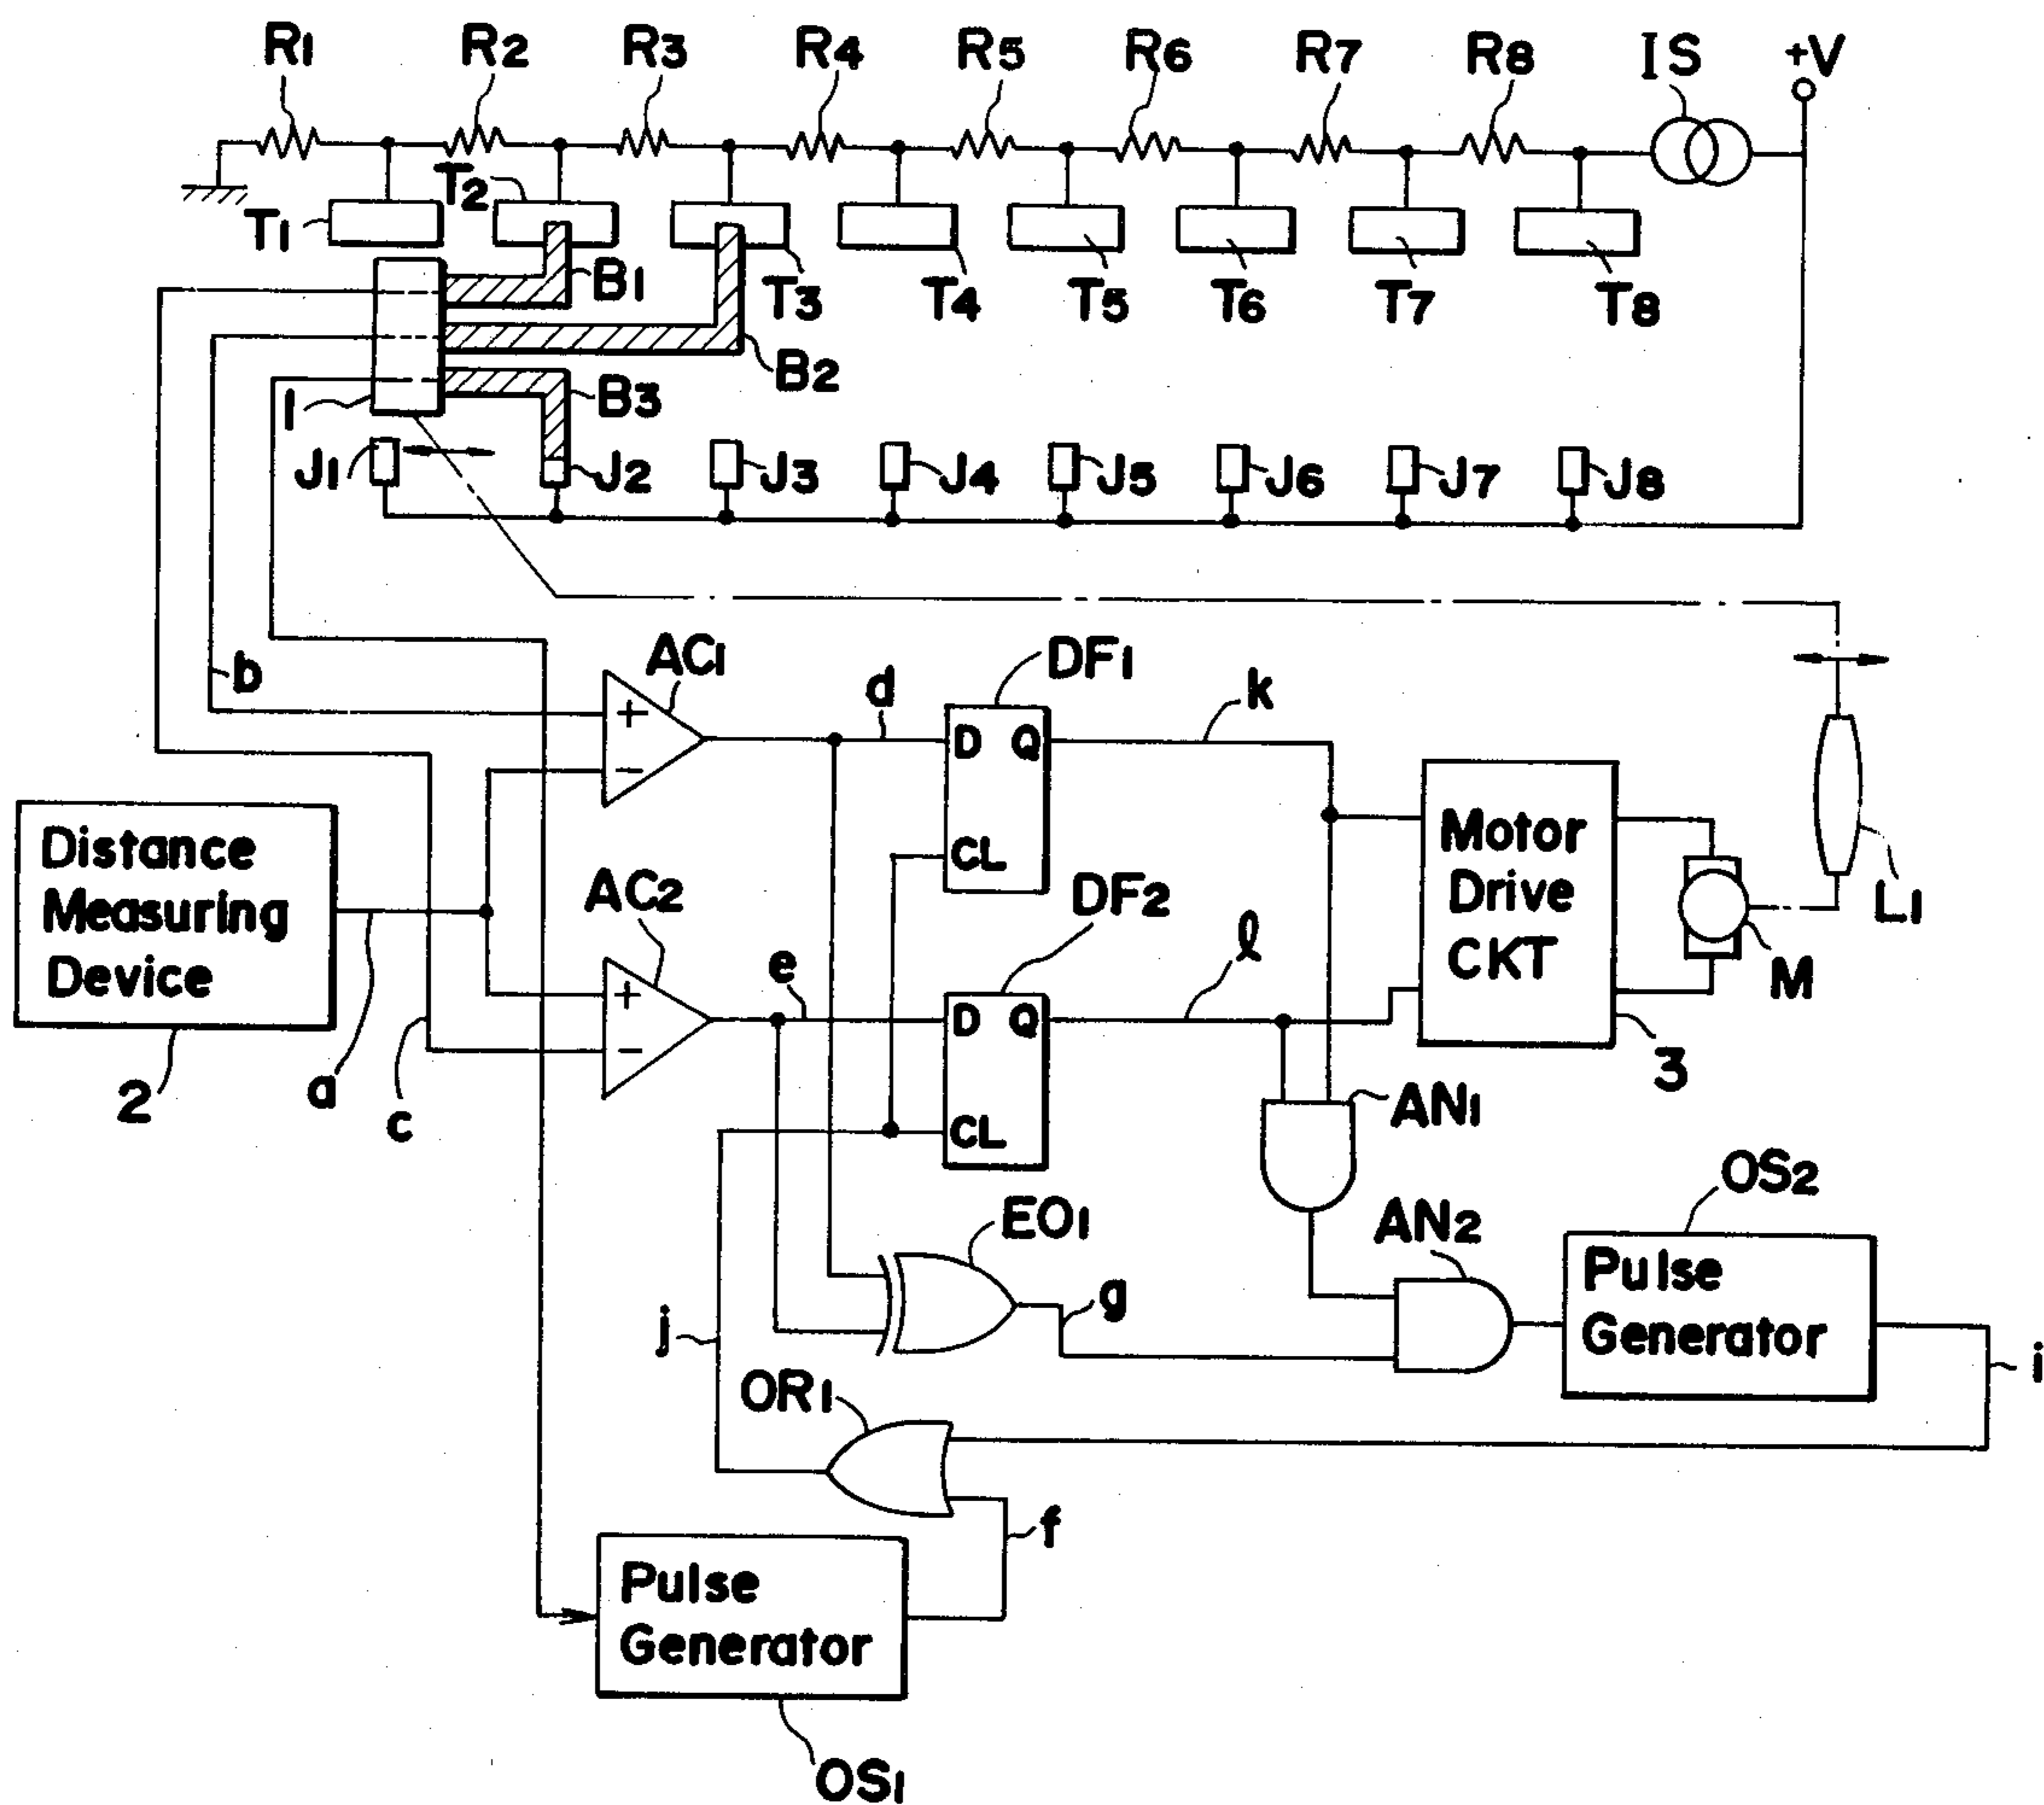 R1 R2 R3 R4 R5 R6 R7 R8 IS +V
T2
T1 B1 T3 T4 T5 T6 T7 T8
B2
1 B3
J1 J2 J3 J4 J5 J6 J7 J8
b AC1 d DF1 k
+ D Q
−
Distance
Measuring
Device
Motor
Drive
CKT
CL
AC2 DF2 L1
e ℓ M
+ D Q
−
2 a c 3
CL AN1
OS2
EO1 AN2
Pulse
Generator
j g i
OR1
f
Pulse
Generator
OS1